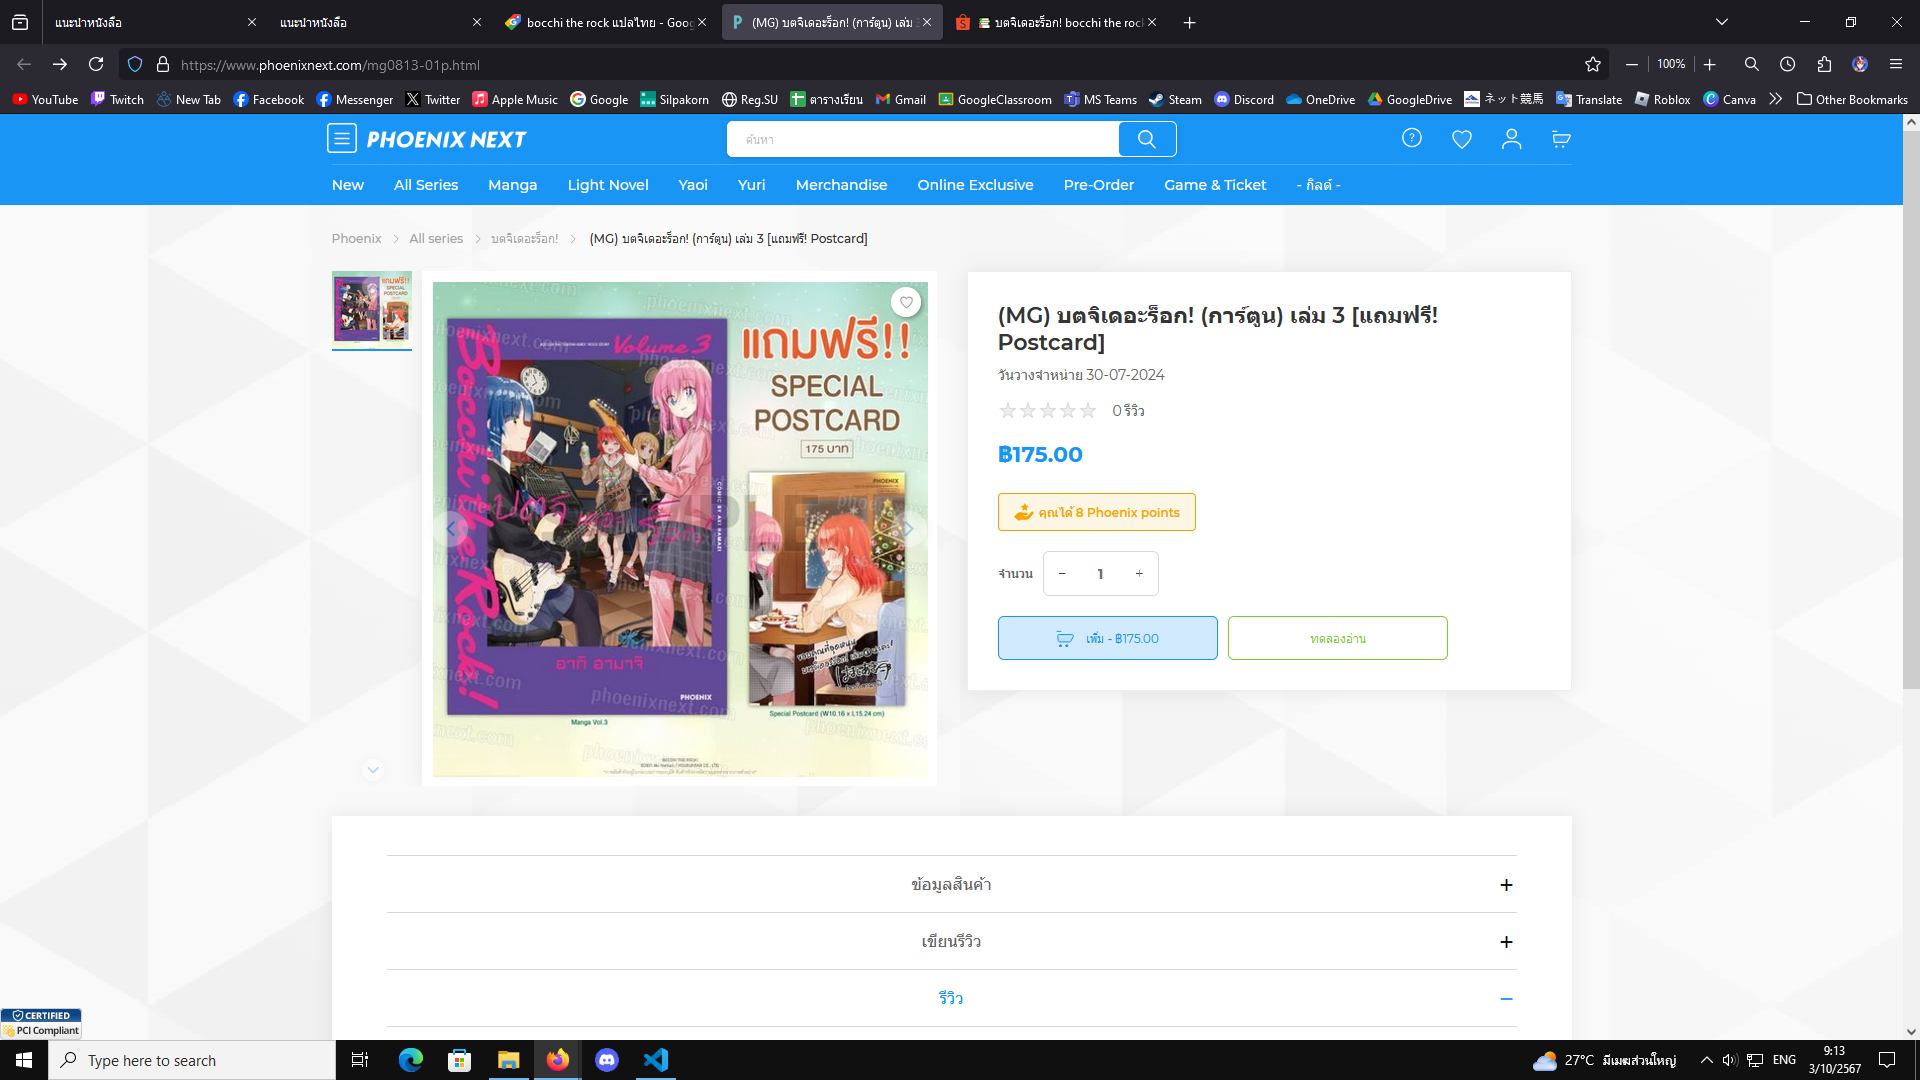 แนะนำหนังสือ
แนะนำหนังสือ
bocchi the rock แปลไทย - Goog
(MG) บตจิเดอะร็อก! (การ์ตูน) เล่ม
บตจิเดอะร็อก! bocchi the rock
https://www.phoenixnext.com/mg0813-01p.html
100%
YouTube
Twitch
New Tab
Facebook
Messenger
Twitter
Apple Music
Google
Silpakorn
Reg.SU
ตารางเรียน
Gmail
GoogleClassroom
MS Teams
Steam
Discord
OneDrive
GoogleDrive
ネット競馬
Translate
Roblox
Canva
Other Bookmarks
PHOENIX NEXT
ค้นหา
New
All Series
Manga
Light Novel
Yaoi
Yuri
Merchandise
Online Exclusive
Pre-Order
Game & Ticket
- กิลด์ -
Phoenix
All series
บตจิเดอะร็อก!
(MG) บตจิเดอะร็อก! (การ์ตูน) เล่ม 3 [แถมฟรี! Postcard]
Bocchi the Rock!
Volume 3
บตจิ เดอะ ร็อก!
COMIC BY AKI HAMAZI
อากิ ฮามาจิ
PHOENIX
Manga Vol.3
แถมฟรี!!
SPECIAL
POSTCARD
175 บาท
PHOENIX
Special Postcard (W10.16 x L15.24 cm)
phoenixnext.com
(MG) บตจิเดอะร็อก! (การ์ตูน) เล่ม 3 [แถมฟรี!
Postcard]
วันวางจำหน่าย 30-07-2024
0 รีวิว
฿175.00
คุณได้ 8 Phoenix points
จำนวน
1
เพิ่ม - ฿175.00
ทดลองอ่าน
ข้อมูลสินค้า
เขียนรีวิว
รีวิว
CERTIFIED
PCI Compliant
Type here to search
27°C มีเมฆส่วนใหญ่
ENG
9:13
3/10/2567